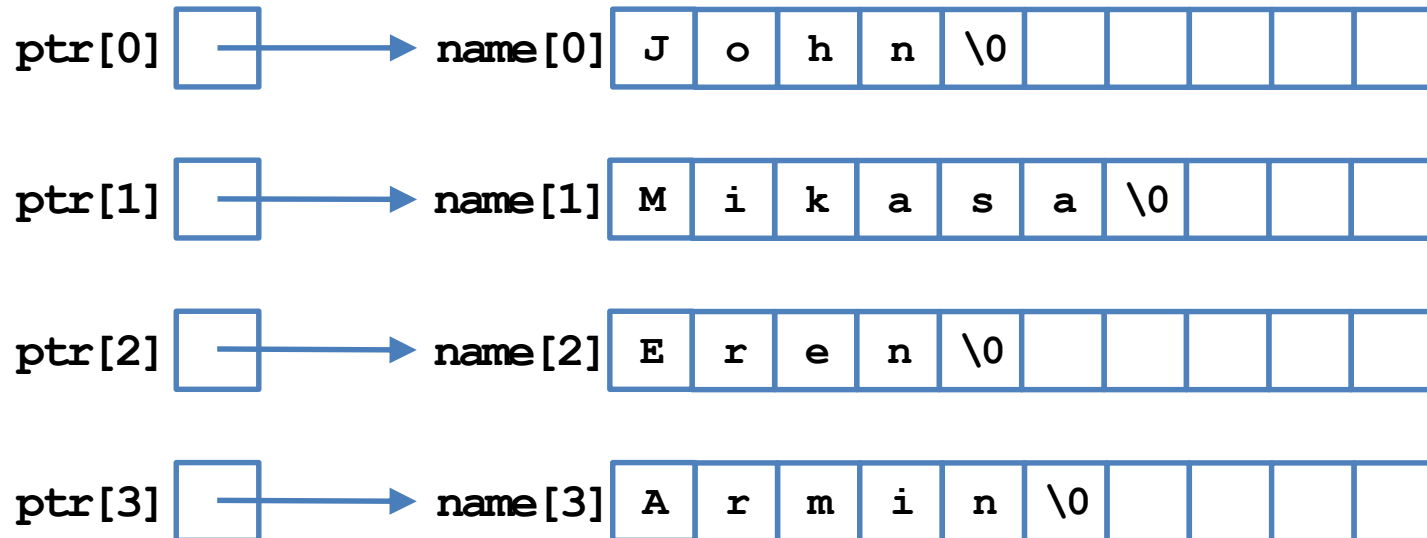 ptr[0] name[0] J o h n \0
ptr[1] name[1] M i k a s a \0
ptr[2] name[2] E r e n \0
ptr[3] name[3] A r m i n \0